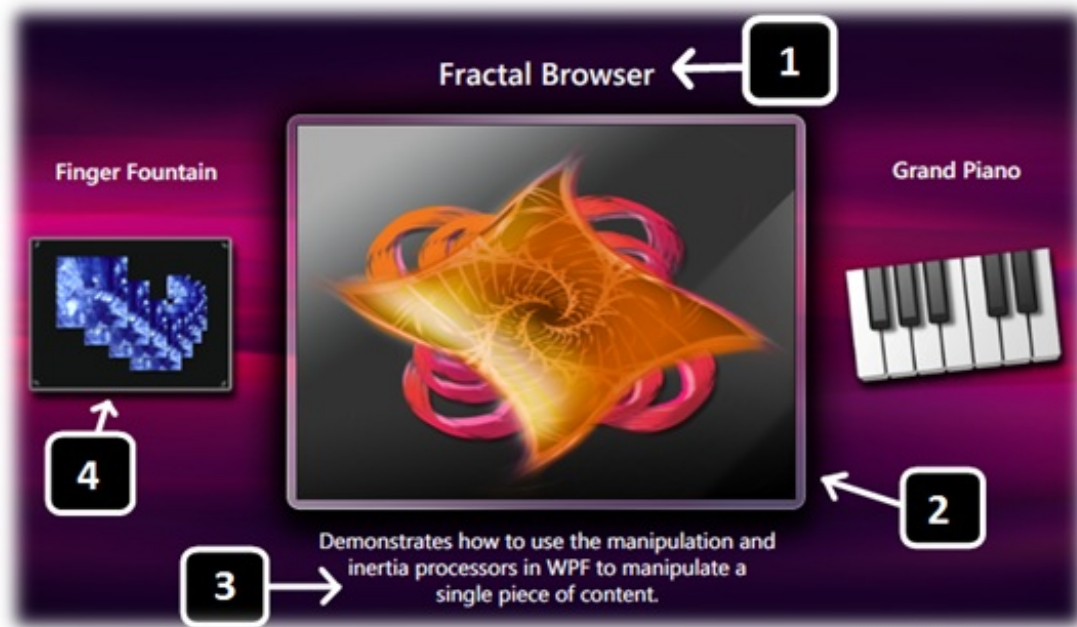 Fractal Browser
1
Finger Fountain
Grand Piano
4
2
Demonstrates how to use the manipulation and
inertia processors in WPF to manipulate a
single piece of content.
3